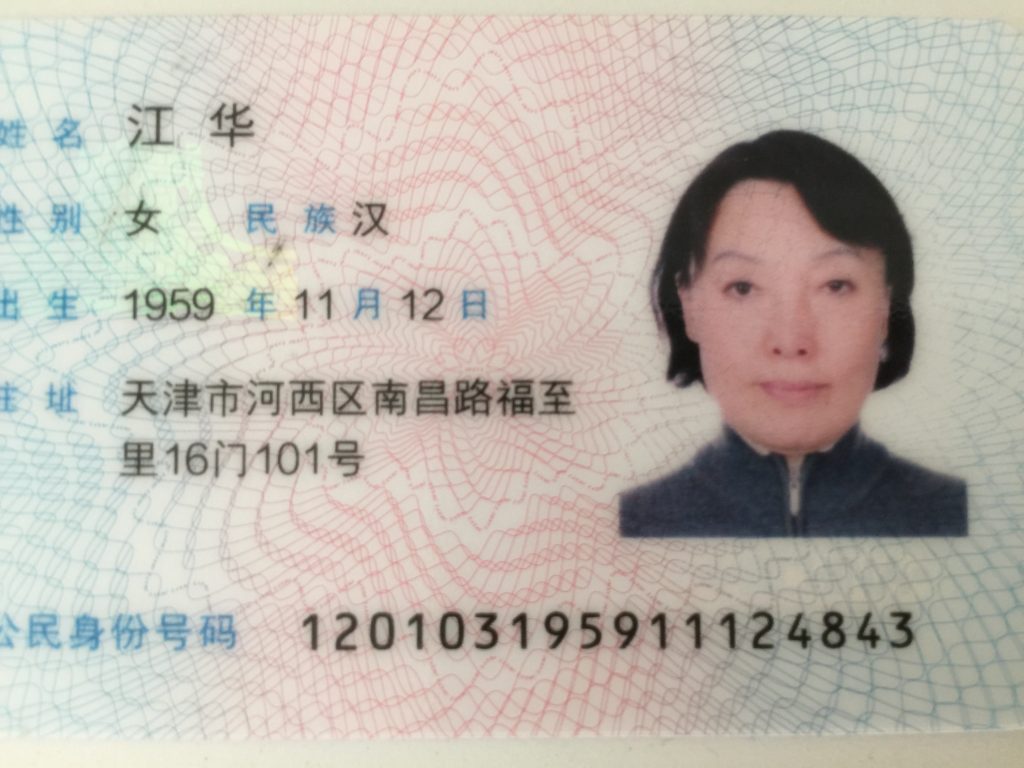 姓 名 江 华
性 别 女 民 族 汉
出 生 1959 年 11 月 12 日
住 址 天津市河西区南昌路福至
里16门101号
公民身份号码 120103195911124843